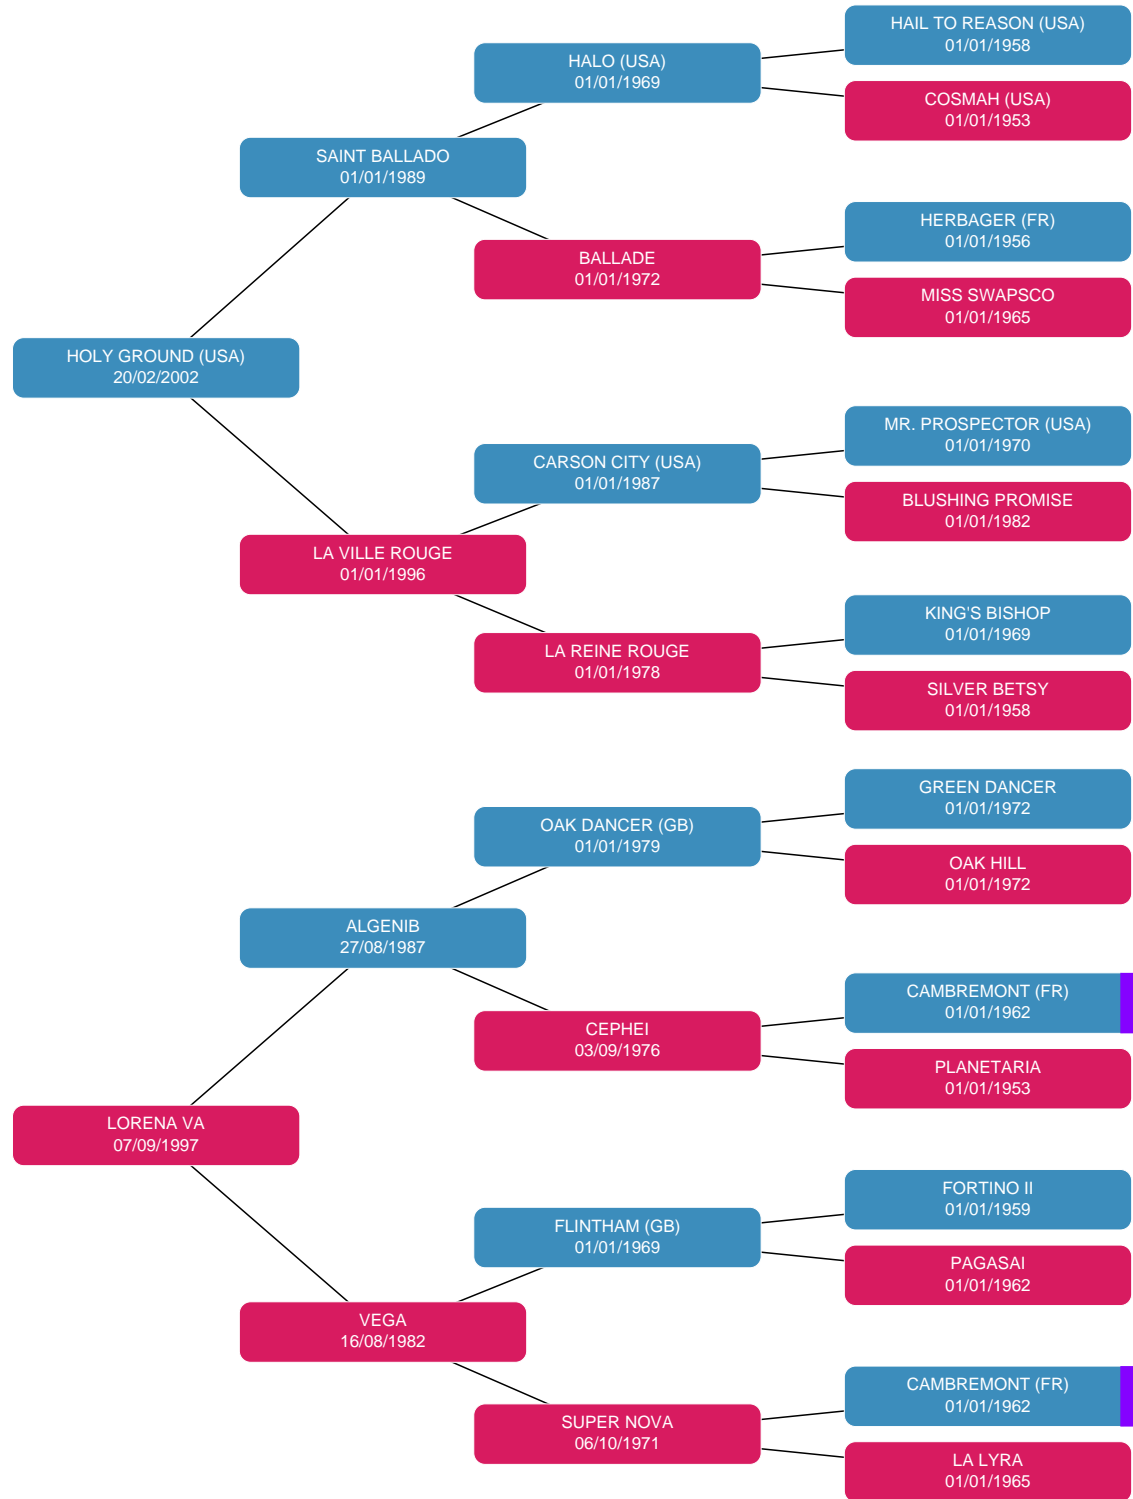 HAIL TO REASON (USA)
01/01/1958
HALO (USA)
01/01/1969
COSMAH (USA)
01/01/1953
SAINT BALLADO
01/01/1989
HERBAGER (FR)
01/01/1956
BALLADE
01/01/1972
MISS SWAPSCO
01/01/1965
HOLY GROUND (USA)
20/02/2002
MR. PROSPECTOR (USA)
01/01/1970
CARSON CITY (USA)
01/01/1987
BLUSHING PROMISE
01/01/1982
LA VILLE ROUGE
01/01/1996
KING'S BISHOP
01/01/1969
LA REINE ROUGE
01/01/1978
SILVER BETSY
01/01/1958
GREEN DANCER
01/01/1972
OAK DANCER (GB)
01/01/1979
OAK HILL
01/01/1972
ALGENIB
27/08/1987
CAMBREMONT (FR)
01/01/1962
CEPHEI
03/09/1976
PLANETARIA
01/01/1953
LORENA VA
07/09/1997
FORTINO II
01/01/1959
FLINTHAM (GB)
01/01/1969
PAGASAI
01/01/1962
VEGA
16/08/1982
CAMBREMONT (FR)
01/01/1962
SUPER NOVA
06/10/1971
LA LYRA
01/01/1965